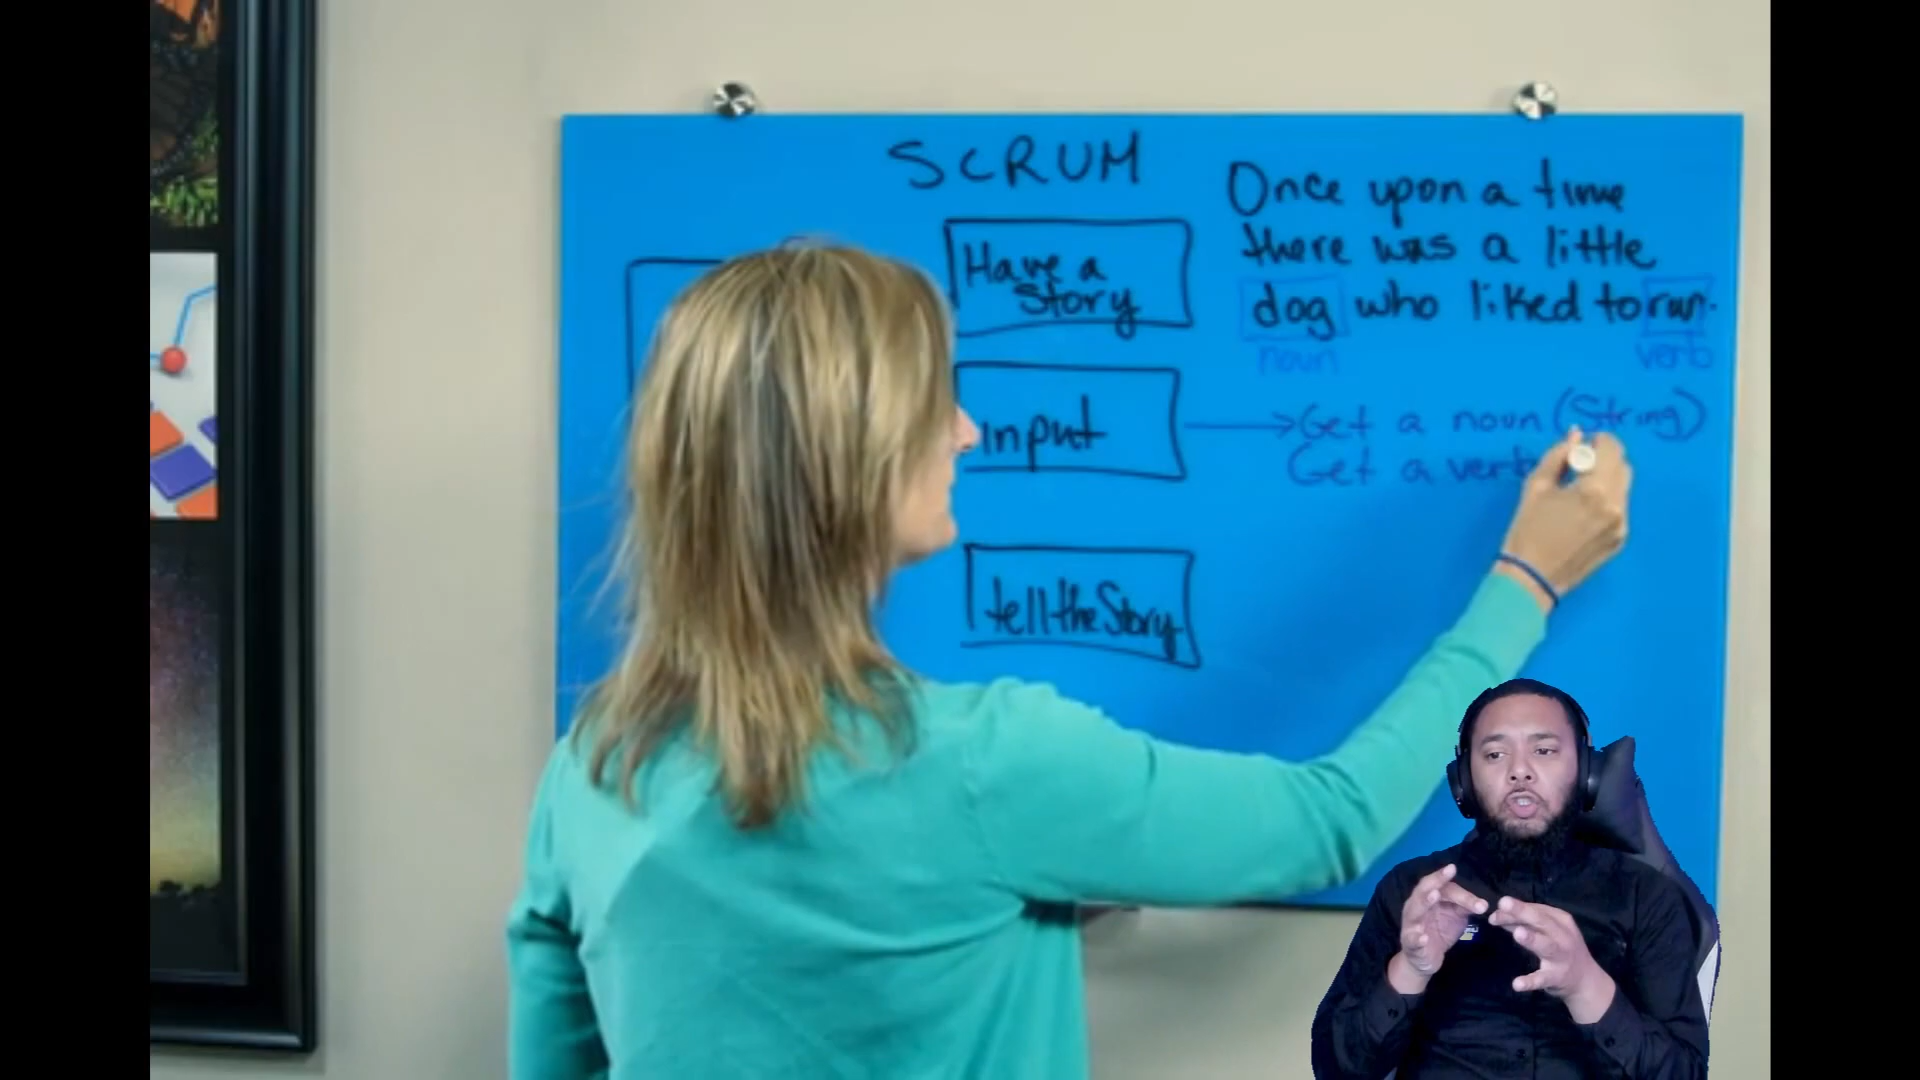 SCRUM
Have a
Story
input
tell the Story
Once upon a time
there was a little
dog who liked to run.
noun verb
Get a noun (String)
Get a verb